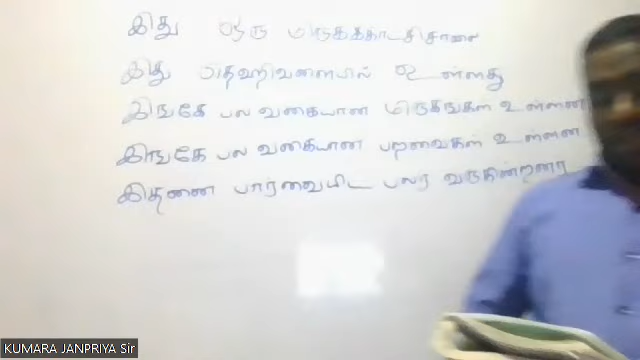 இது ஒரு மிருகக்காட்சிசாலை
இது தெஹிவளையில் உள்ளது
இங்கே பல வகையான மிருகங்கள் உள்ளன
இங்கே பல வகையான பறவைகள் உள்ளன
இதனை பார்வையிட பலர் வருகின்றனர்
KUMARA JANPRIYA Sir